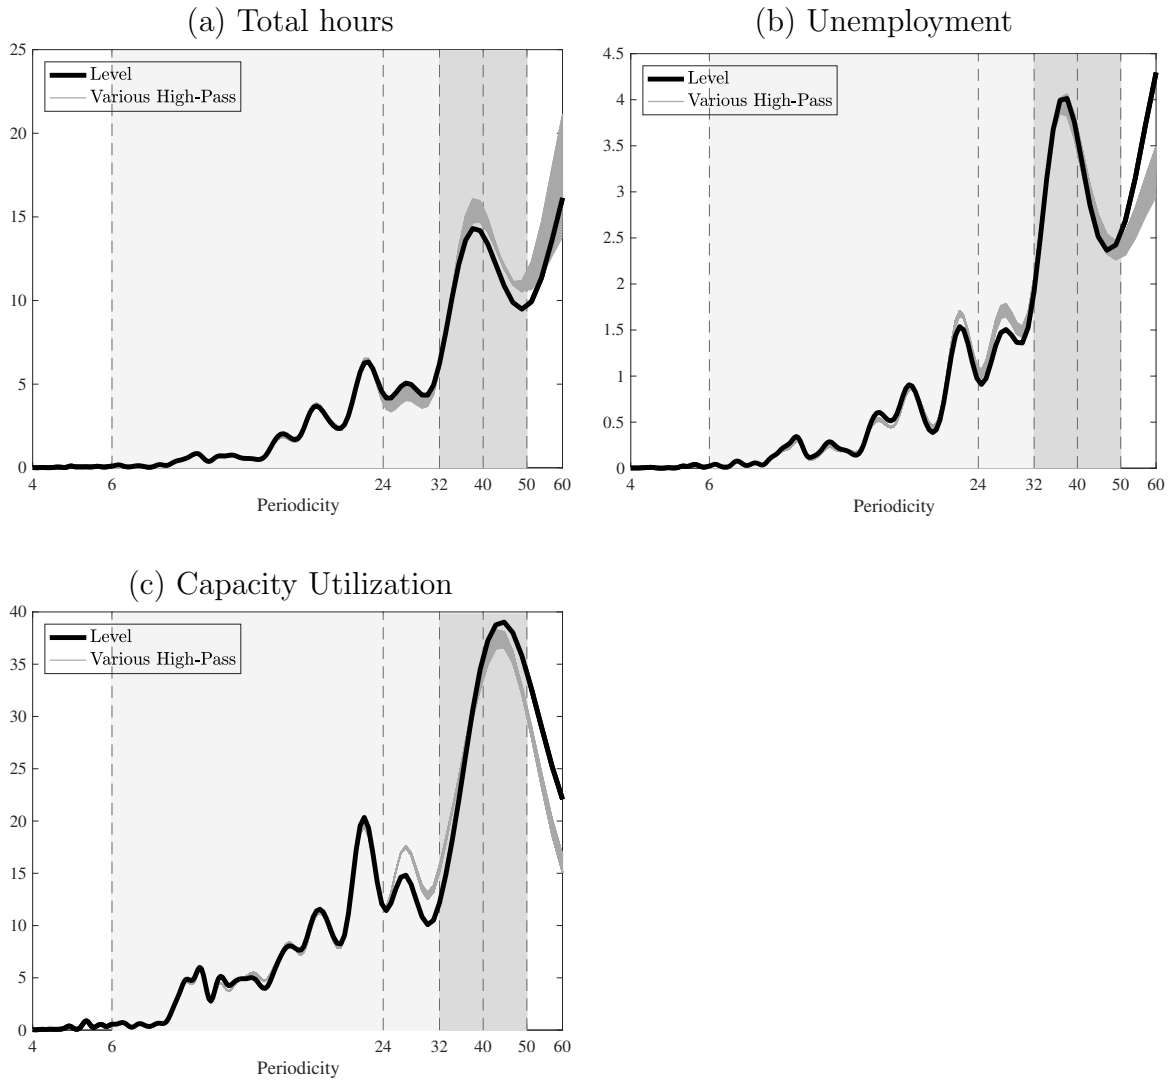 (a) Total hours
25
20
15
10
5
0
Level
Various High-Pass
4 6 24 32 40 50 60
Periodicity
(b) Unemployment
4.5
4
3.5
3
2.5
2
1.5
1
0.5
0
Level
Various High-Pass
4 6 24 32 40 50 60
Periodicity
(c) Capacity Utilization
40
35
30
25
20
15
10
5
0
Level
Various High-Pass
4 6 24 32 40 50 60
Periodicity